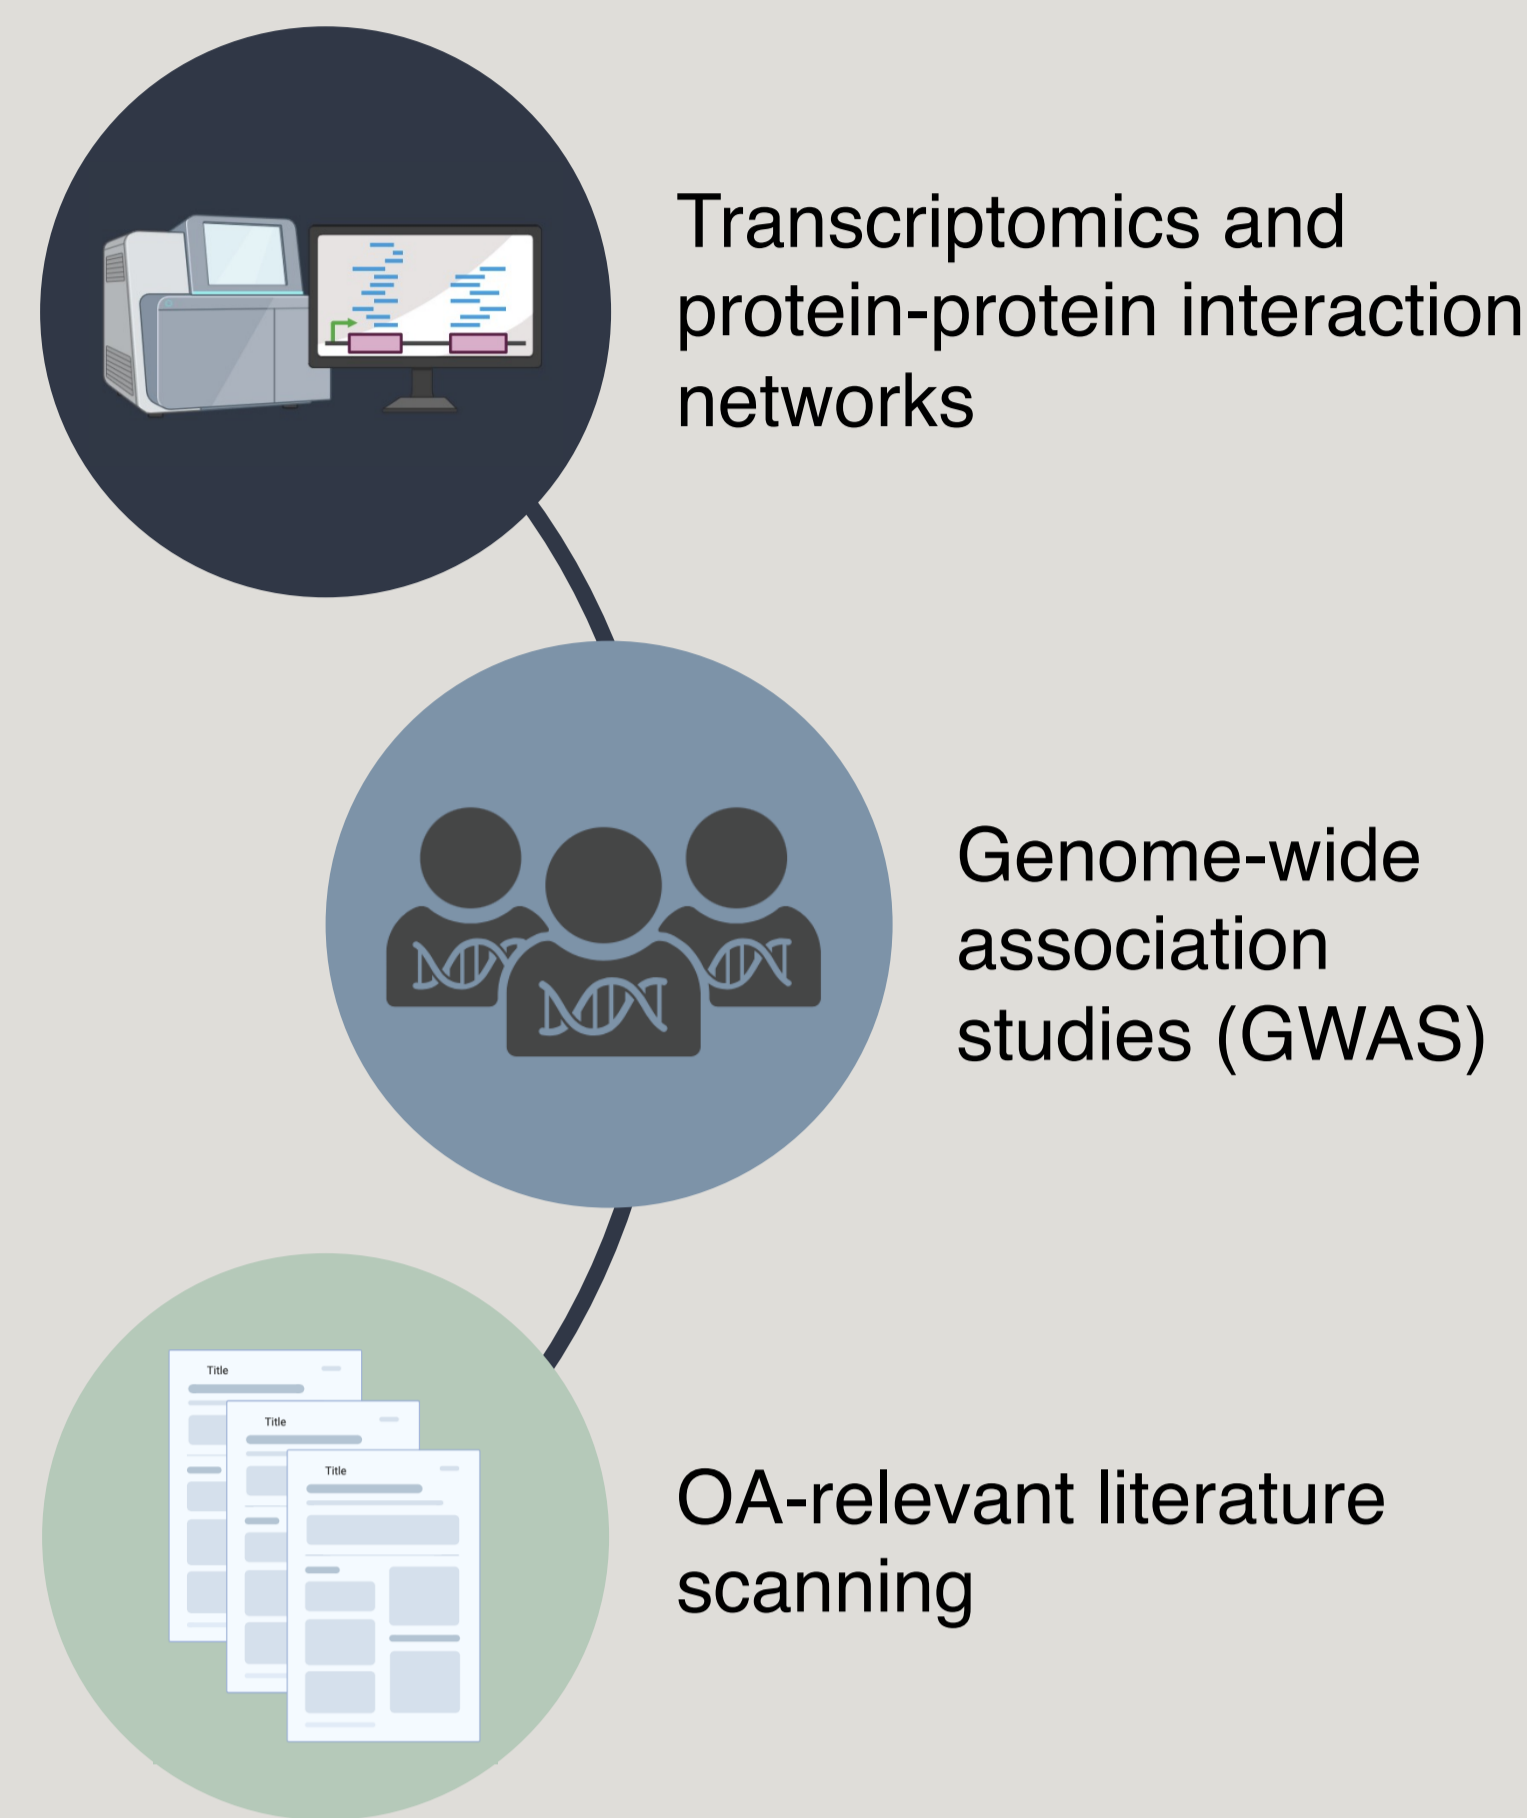 Transcriptomics and
protein-protein interaction
networks
Genome-wide
association
studies (GWAS)
Title
Title
Title
OA-relevant literature
scanning